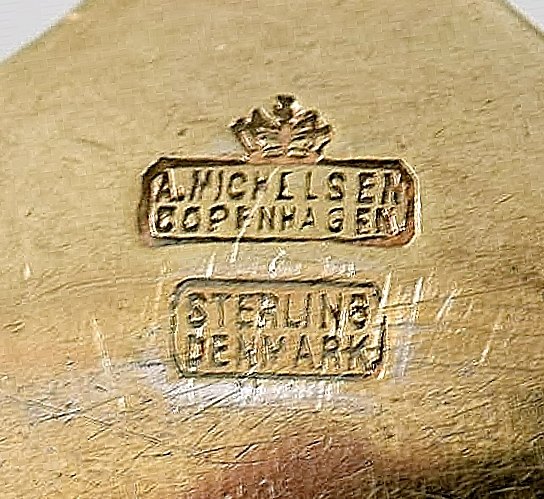 A. MICHELSEN
COPENHAGEN
STERLING
DENMARK